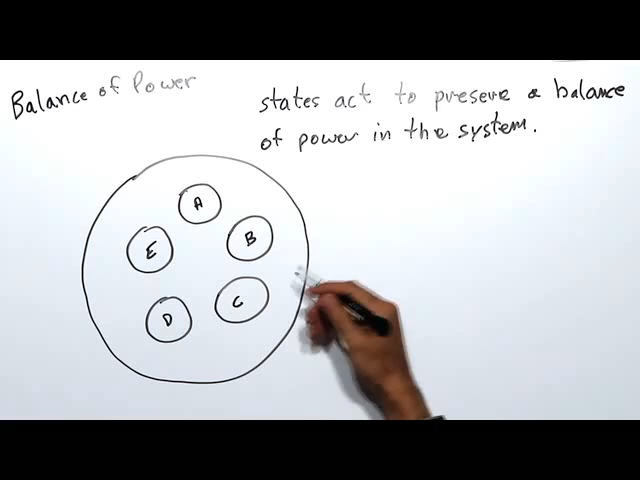 Balance of Power
states act to preserve a balance
of power in the system.
A
E
B
C
D